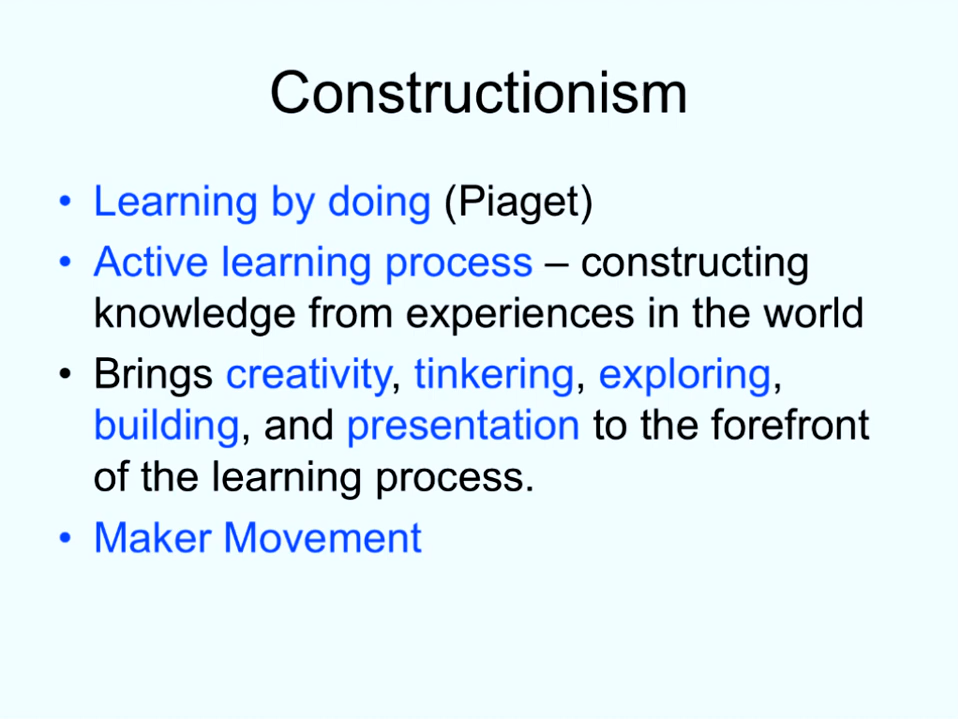 Constructionism
• Learning by doing (Piaget)
• Active learning process – constructing
knowledge from experiences in the world
• Brings creativity, tinkering, exploring,
building, and presentation to the forefront
of the learning process.
• Maker Movement